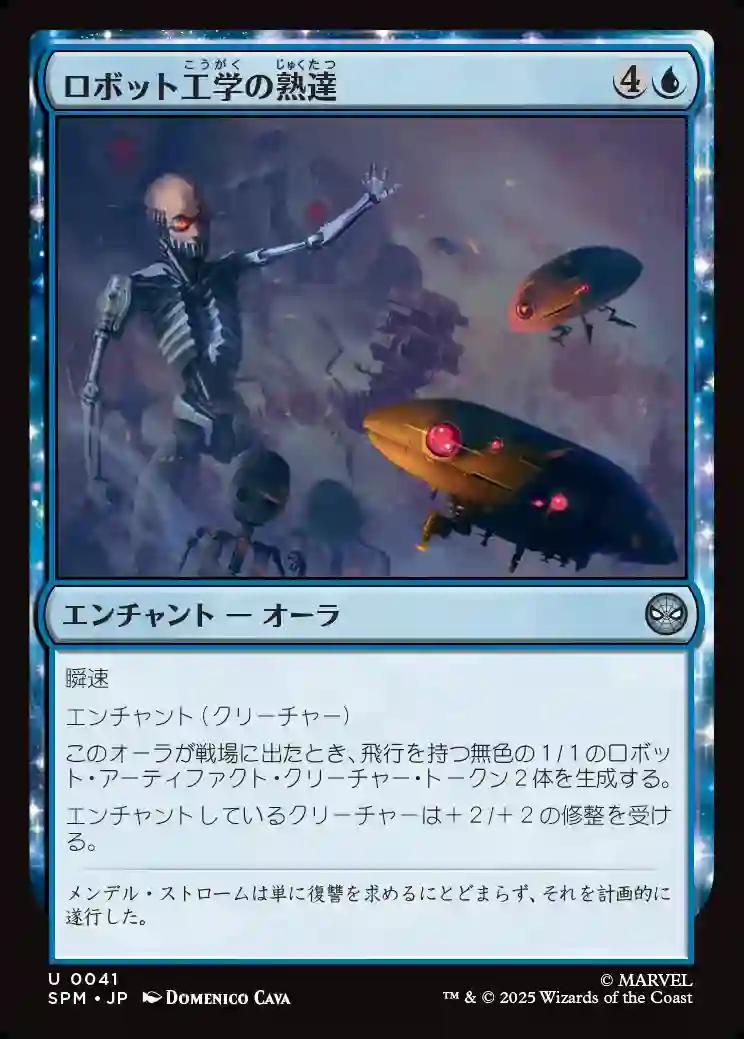 ロボット工学の熟達
こうがく じゅくたつ
4
エンチャント — オーラ
瞬速
エンチャント（クリーチャー）
このオーラが戦場に出たとき、飛行を持つ無色の1/1のロボッ
ト・アーティファクト・クリーチャー・トークン2体を生成する。
エンチャントしているクリーチャーは＋2/＋2の修整を受け
る。
メンデル・ストロームは単に復讐を求めるにとどまらず、それを計画的に
遂行した。
U 0041
SPM • JP Domenico Cava
© MARVEL
™ & © 2025 Wizards of the Coast